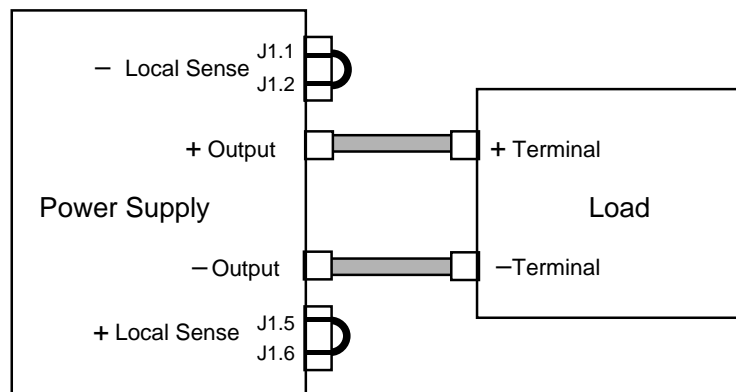 J1.1
– Local Sense
J1.2
+ Output
+ Terminal
Power Supply
Load
– Output
– Terminal
J1.5
+ Local Sense
J1.6